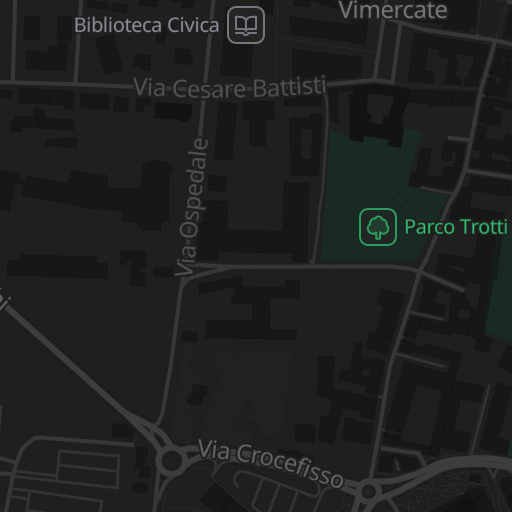 Vimercate
Biblioteca Civica
Via Cesare Battisti
Via Ospedale
Parco Trotti
Via Crocefisso